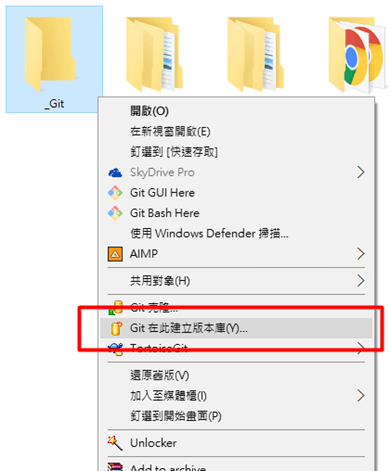 _Git
開啟(O)
在新視窗開啟(E)
釘選到 [快速存取]
SkyDrive Pro
Git GUI Here
Git Bash Here
使用 Windows Defender 掃描...
AIMP
共用對象(H)
Git 克隆...
Git 在此建立版本庫(Y)...
TortoiseGit
還原舊版(V)
加入至媒體櫃(I)
釘選到開始畫面(P)
Unlocker
Add to archive